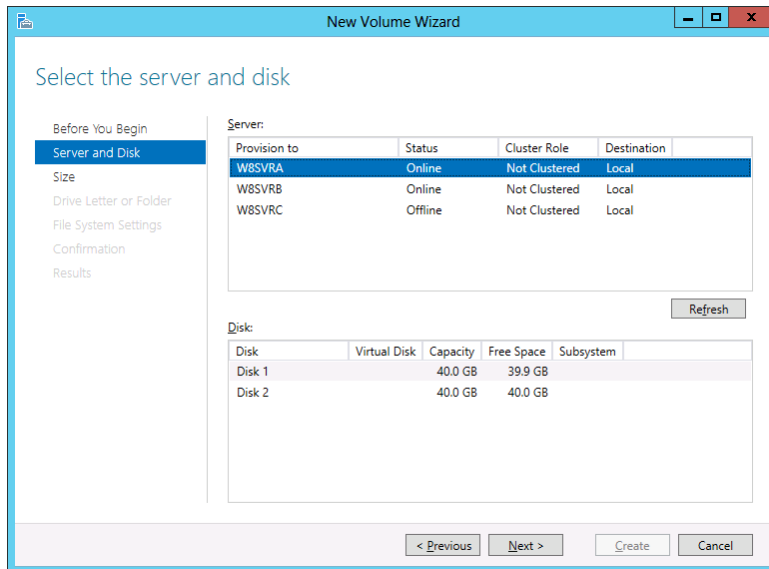 New Volume Wizard
Select the server and disk
Before You Begin
Server and Disk
Size
Drive Letter or Folder
File System Settings
Confirmation
Results
Server:
Provision to Status Cluster Role Destination
W8SVRA Online Not Clustered Local
W8SVRB Online Not Clustered Local
W8SVRC Offline Not Clustered Local
Refresh
Disk:
Disk Virtual Disk Capacity Free Space Subsystem
Disk 1 40.0 GB 39.9 GB
Disk 2 40.0 GB 40.0 GB
< Previous Next > Create Cancel